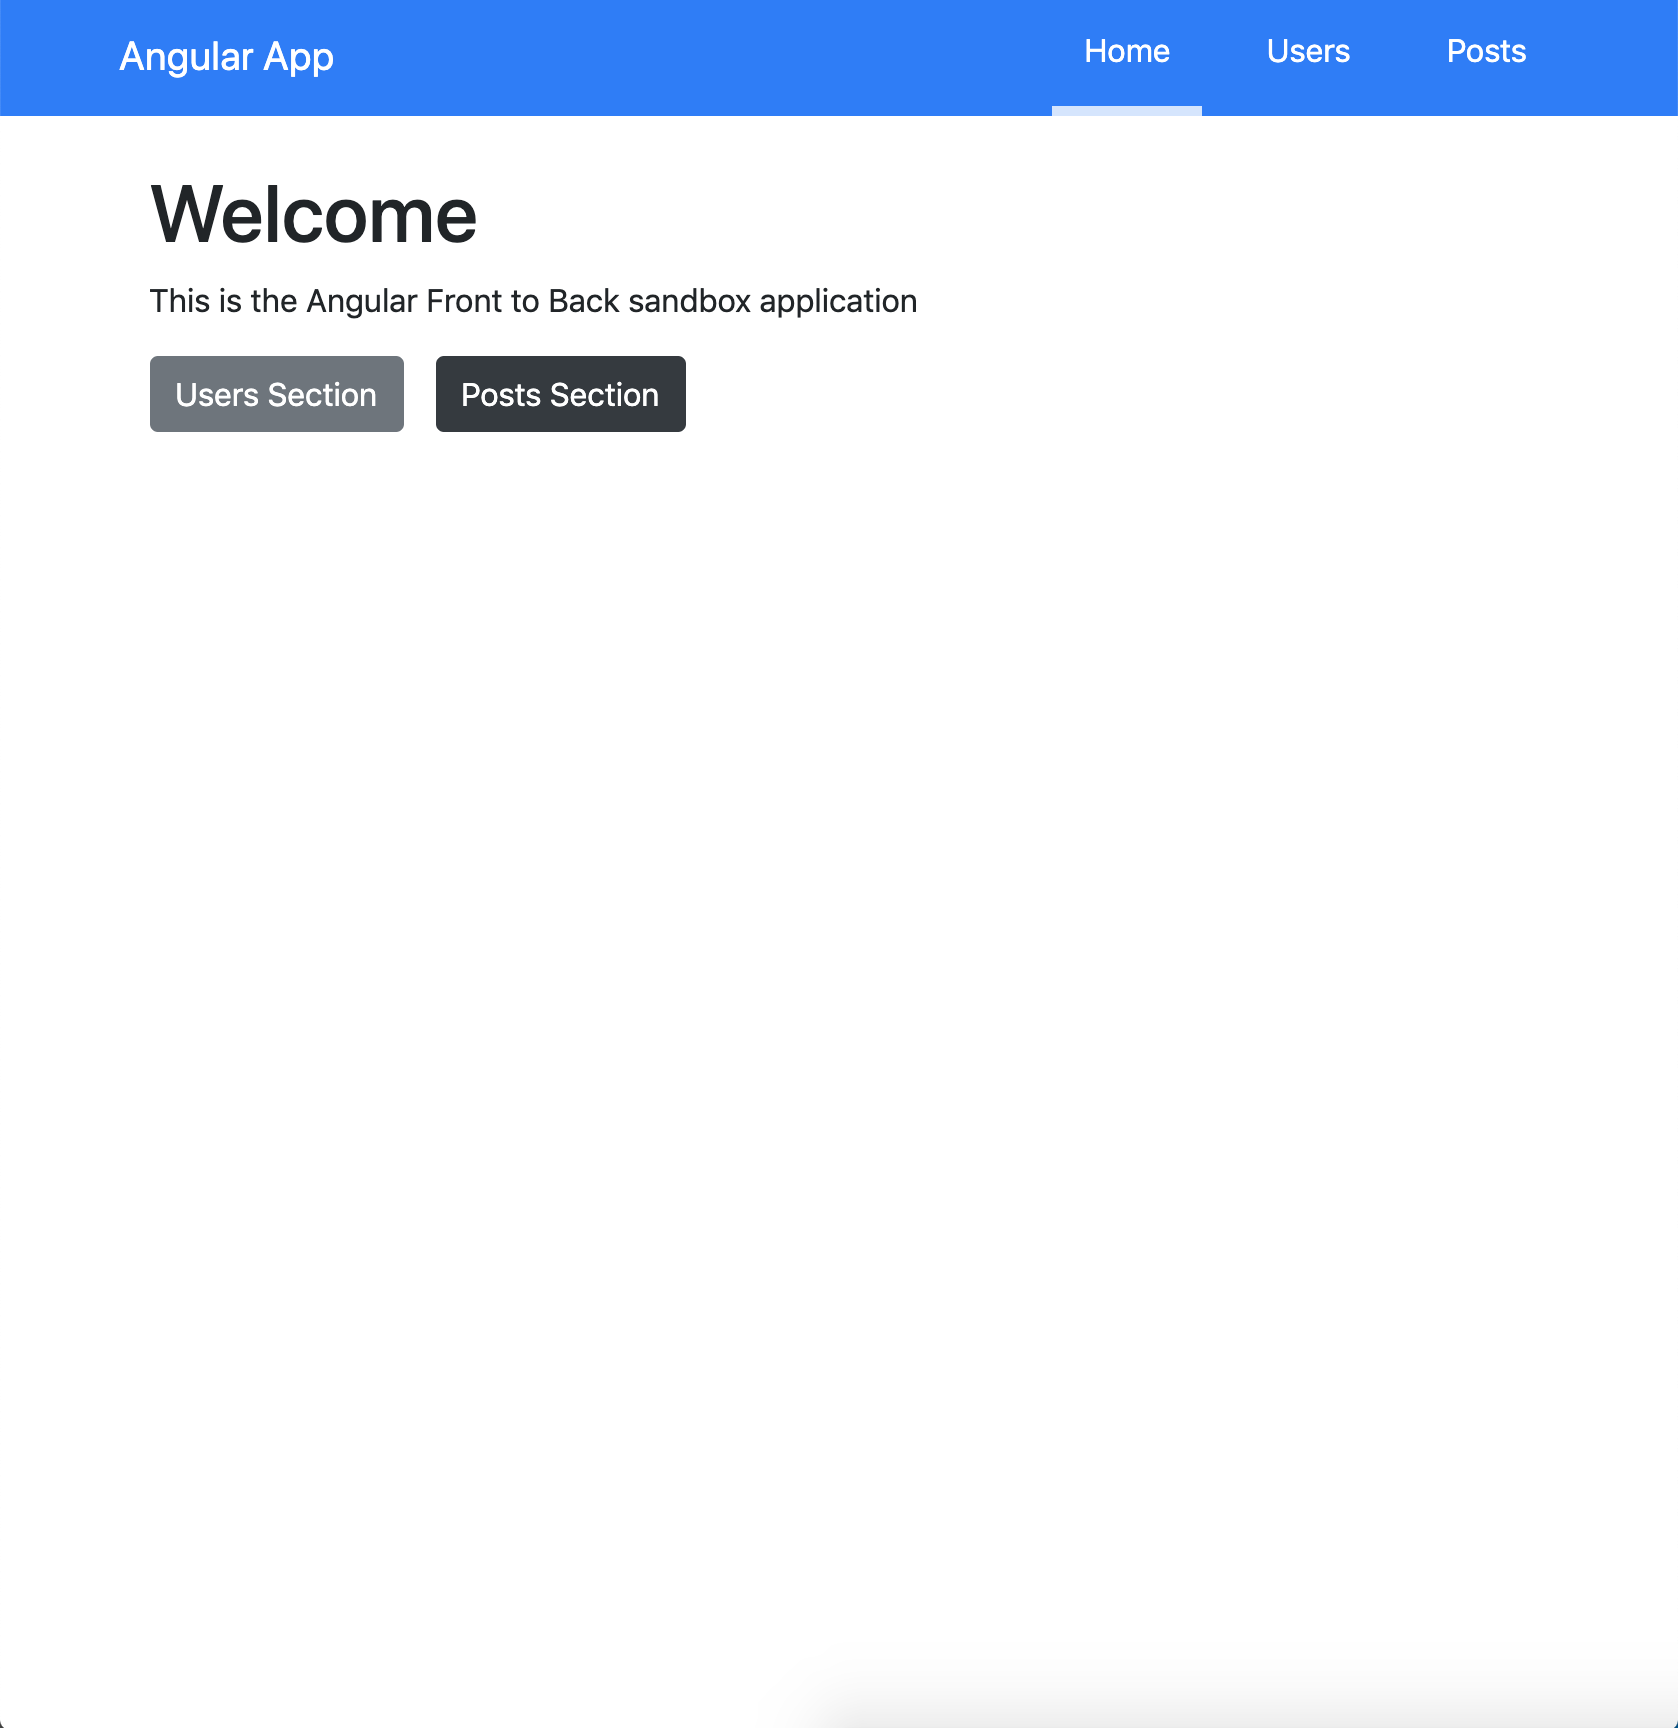 Angular App
Home Users Posts
Welcome
This is the Angular Front to Back sandbox application
Users Section Posts Section